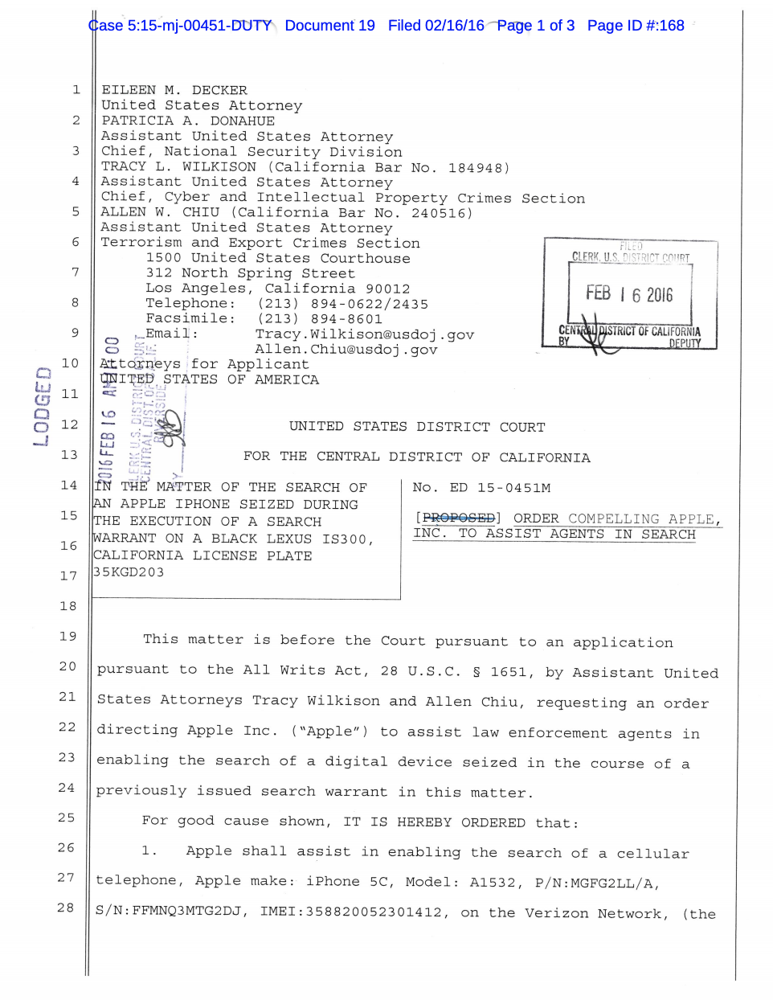 Case 5:15-mj-00451-DUTY Document 19 Filed 02/16/16 Page 1 of 3 Page ID #:168
1 EILEEN M. DECKER
United States Attorney
2 PATRICIA A. DONAHUE
Assistant United States Attorney
3 Chief, National Security Division
TRACY L. WILKISON (California Bar No. 184948)
4 Assistant United States Attorney
Chief, Cyber and Intellectual Property Crimes Section
5 ALLEN W. CHIU (California Bar No. 240516)
Assistant United States Attorney
6 Terrorism and Export Crimes Section
1500 United States Courthouse
7 312 North Spring Street
Los Angeles, California 90012
8 Telephone: (213) 894-0622/2435
Facsimile: (213) 894-8601
9 Email: Tracy.Wilkison@usdoj.gov
Allen.Chiu@usdoj.gov
10 Attorneys for Applicant
UNITED STATES OF AMERICA
11
FILED
CLERK, U.S. DISTRICT COURT
FEB 16 2016
CENTRAL DISTRICT OF CALIFORNIA
BY DEPUTY
LODGED
2016 FEB 16
CLERK U.S. DISTRICT COURT
CENTRAL DIST. OF CALIF.
RIVERSIDE
BY
12 UNITED STATES DISTRICT COURT
13 FOR THE CENTRAL DISTRICT OF CALIFORNIA
14 IN THE MATTER OF THE SEARCH OF
AN APPLE IPHONE SEIZED DURING
15 THE EXECUTION OF A SEARCH
WARRANT ON A BLACK LEXUS IS300,
16 CALIFORNIA LICENSE PLATE
17 35KGD203
No. ED 15-0451M
[PROPOSED] ORDER COMPELLING APPLE,
INC. TO ASSIST AGENTS IN SEARCH
18
19 This matter is before the Court pursuant to an application
20 pursuant to the All Writs Act, 28 U.S.C. § 1651, by Assistant United
21 States Attorneys Tracy Wilkison and Allen Chiu, requesting an order
22 directing Apple Inc. (“Apple”) to assist law enforcement agents in
23 enabling the search of a digital device seized in the course of a
24 previously issued search warrant in this matter.
25 For good cause shown, IT IS HEREBY ORDERED that:
26 1. Apple shall assist in enabling the search of a cellular
27 telephone, Apple make: iPhone 5C, Model: A1532, P/N:MGFG2LL/A,
28 S/N:FFMNQ3MTG2DJ, IMEI:358820052301412, on the Verizon Network, (the